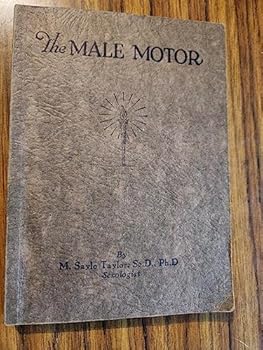 The MALE MOTOR
By
M. Sayle Taylor, Sc.D., Ph.D
Sexologist